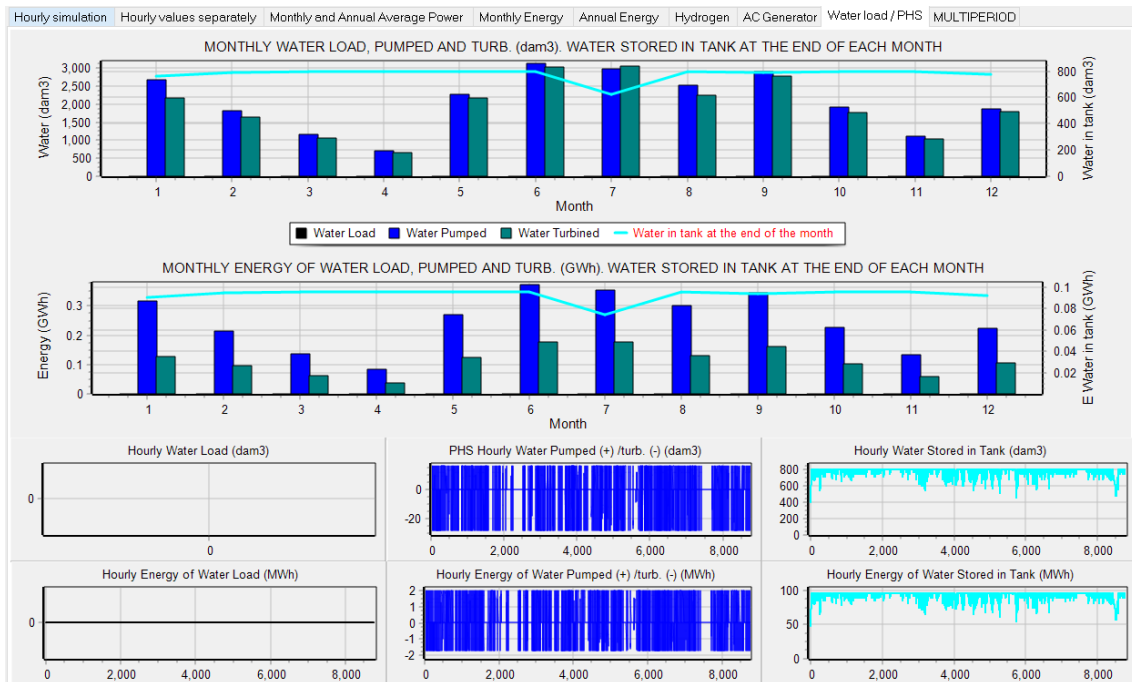 Hourly simulation Hourly values separately Monthly and Annual Average Power Monthly Energy Annual Energy Hydrogen AC Generator Water load / PHS MULTIPERIOD
MONTHLY WATER LOAD, PUMPED AND TURB. (dam3). WATER STORED IN TANK AT THE END OF EACH MONTH
Water (dam3)
3,000
2,500
2,000
1,500
1,000
500
0
800
600
400
200
0
Water in tank (dam3)
1 2 3 4 5 6 7 8 9 10 11 12
Month
Water Load Water Pumped Water Turbined Water in tank at the end of the month
MONTHLY ENERGY OF WATER LOAD, PUMPED AND TURB. (GWh). WATER STORED IN TANK AT THE END OF EACH MONTH
Energy (GWh)
0.3
0.2
0.1
0
0.1
0.08
0.06
0.04
0.02
E Water in tank (GWh)
1 2 3 4 5 6 7 8 9 10 11 12
Month
Hourly Water Load (dam3)
0
0
PHS Hourly Water Pumped (+) /turb. (-) (dam3)
0
-20
0 2,000 4,000 6,000 8,000
Hourly Water Stored in Tank (dam3)
800
600
400
200
0
0 2,000 4,000 6,000 8,000
Hourly Energy of Water Load (MWh)
0
0 2,000 4,000 6,000 8,000
Hourly Energy of Water Pumped (+) /turb. (-) (MWh)
2
1
0
-1
-2
0 2,000 4,000 6,000 8,000
Hourly Energy of Water Stored in Tank (MWh)
100
50
0
0 2,000 4,000 6,000 8,000